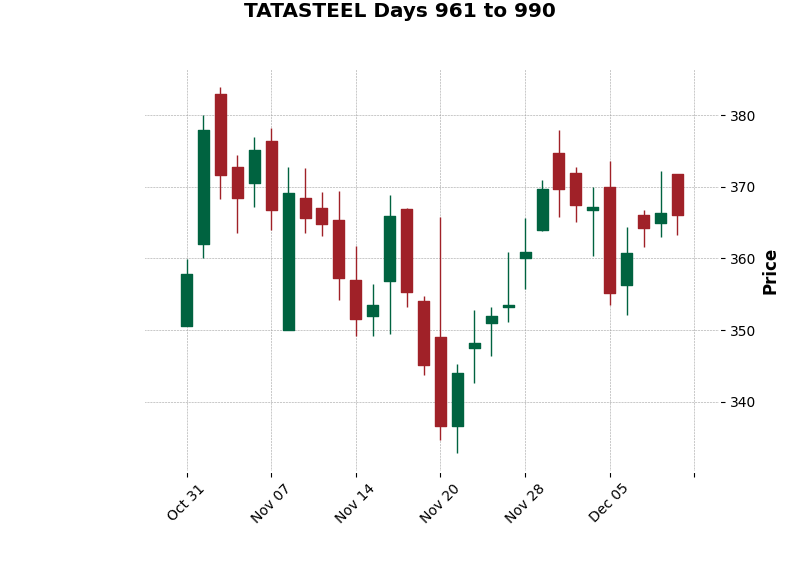 TATASTEEL Days 961 to 990
380
370
360
350
340
Price
Oct 31
Nov 07
Nov 14
Nov 20
Nov 28
Dec 05